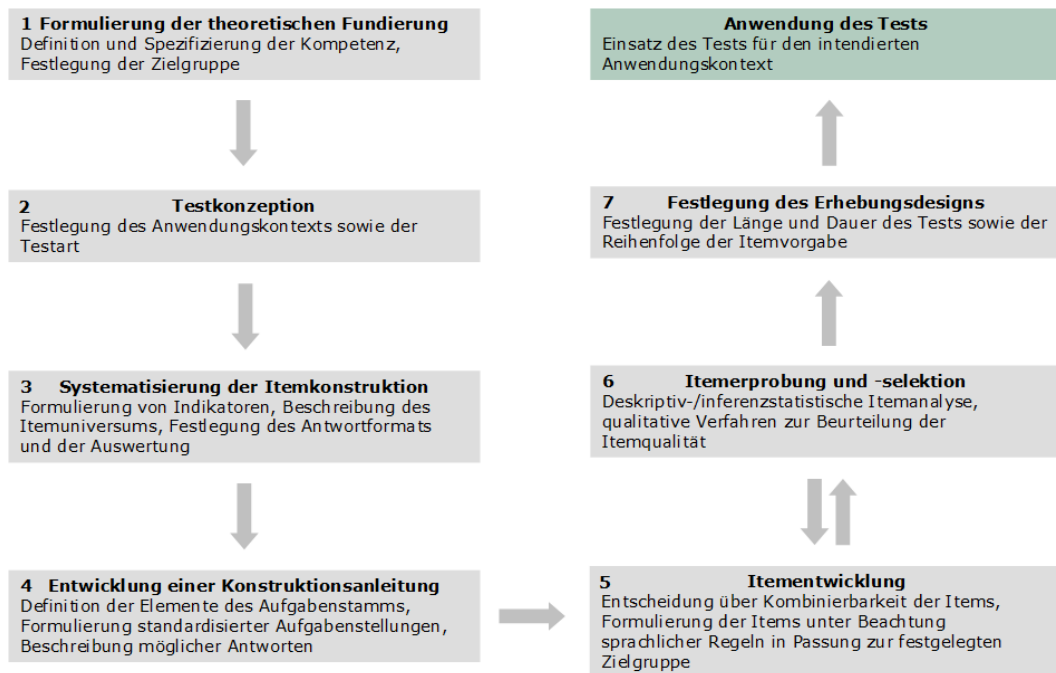 1 Formulierung der theoretischen Fundierung
Definition und Spezifizierung der Kompetenz,
Festlegung der Zielgruppe
2 Testkonzeption
Festlegung des Anwendungskontexts sowie der
Testart
3 Systematisierung der Itemkonstruktion
Formulierung von Indikatoren, Beschreibung des
Itemuniversums, Festlegung des Antwortformats
und der Auswertung
4 Entwicklung einer Konstruktionsanleitung
Definition der Elemente des Aufgabenstamms,
Formulierung standardisierter Aufgabenstellungen,
Beschreibung möglicher Antworten
5 Itementwicklung
Entscheidung über Kombinierbarkeit der Items,
Formulierung der Items unter Beachtung
sprachlicher Regeln in Passung zur festgelegten
Zielgruppe
6 Itemerprobung und -selektion
Deskriptiv-/inferenzstatistische Itemanalyse,
qualitative Verfahren zur Beurteilung der
Itemqualität
7 Festlegung des Erhebungsdesigns
Festlegung der Länge und Dauer des Tests sowie der
Reihenfolge der Itemvorgabe
Anwendung des Tests
Einsatz des Tests für den intendierten
Anwendungskontext